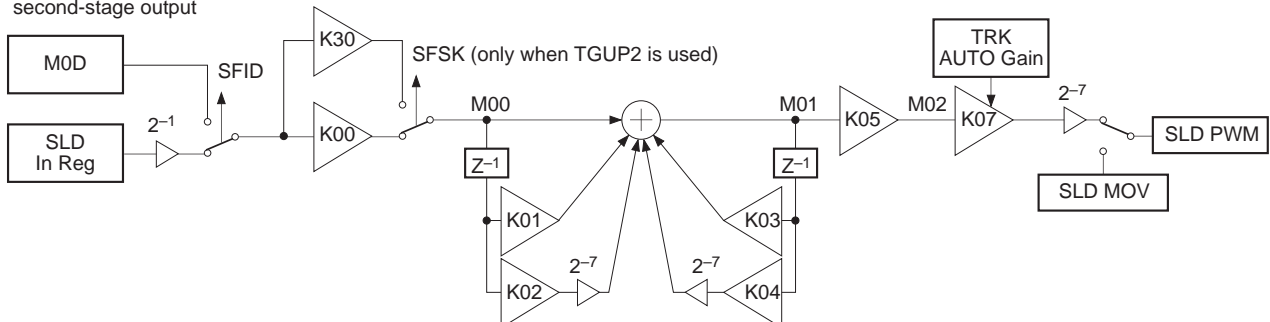 second-stage output
M0D
SFID
SLD
In Reg
2–1
K30
K00
SFSK (only when TGUP2 is used)
M00
Z–1
K01
K02
2–7
M01
Z–1
K03
K04
2–7
K05
M02
TRK
AUTO Gain
K07
2–7
SLD PWM
SLD MOV